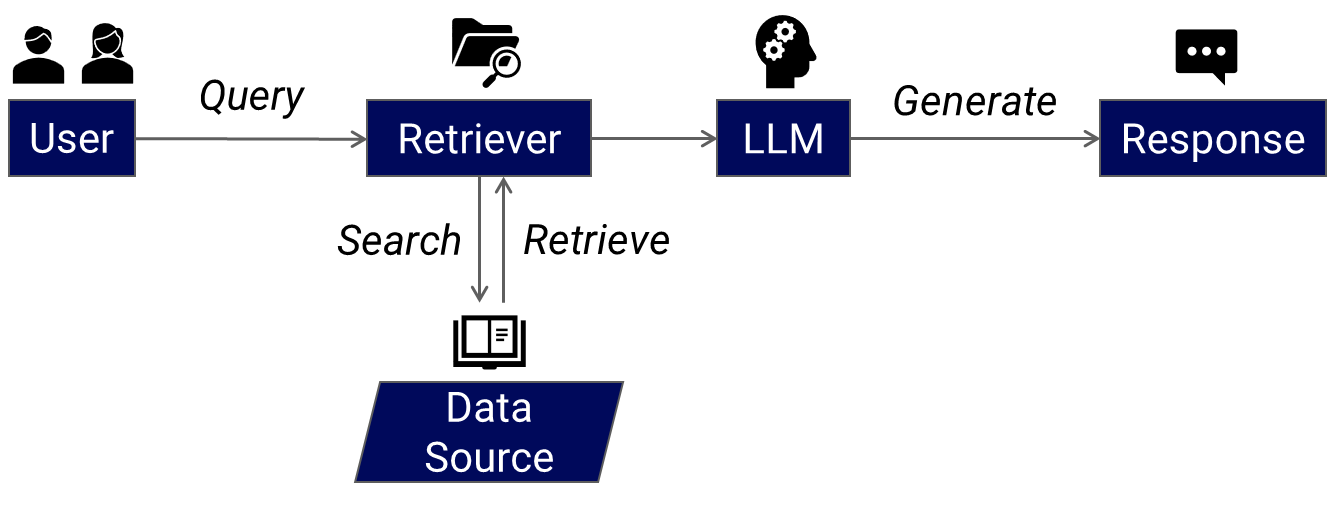 Query
Generate
User
Retriever
LLM
Response
Search
Retrieve
Data
Source